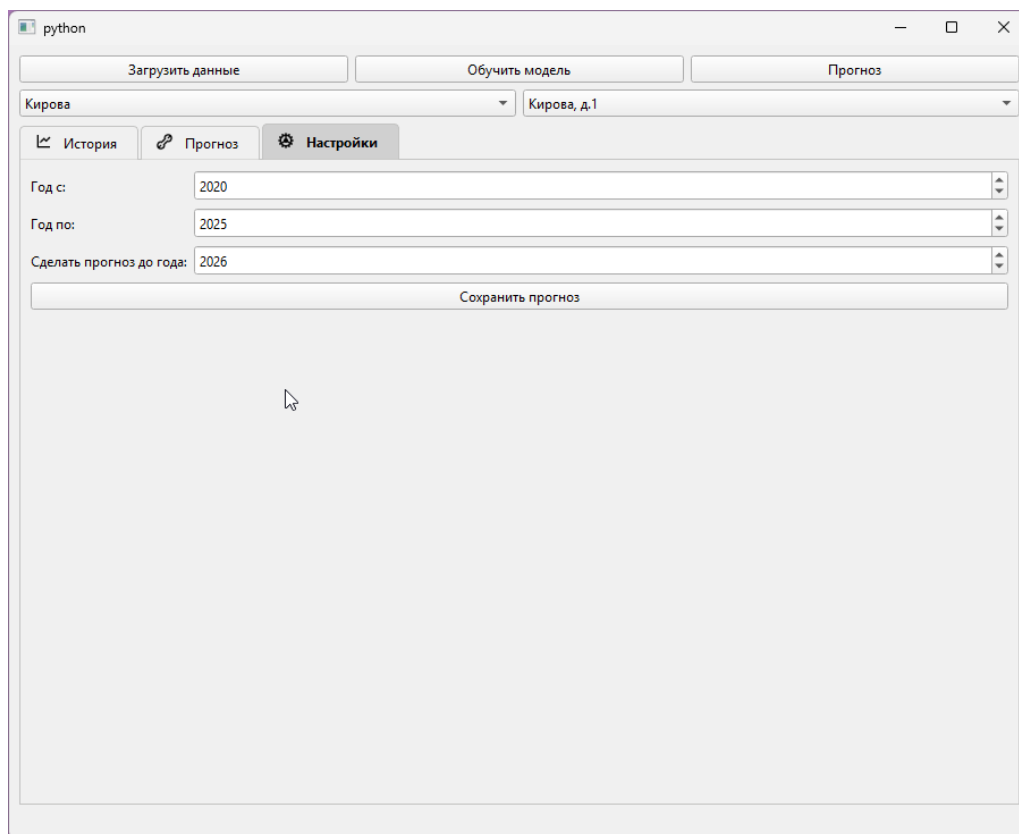 python
Загрузить данные Обучить модель Прогноз
Кирова Кирова, д.1
История Прогноз Настройки
Год с: 2020
Год по: 2025
Сделать прогноз до года: 2026
Сохранить прогноз